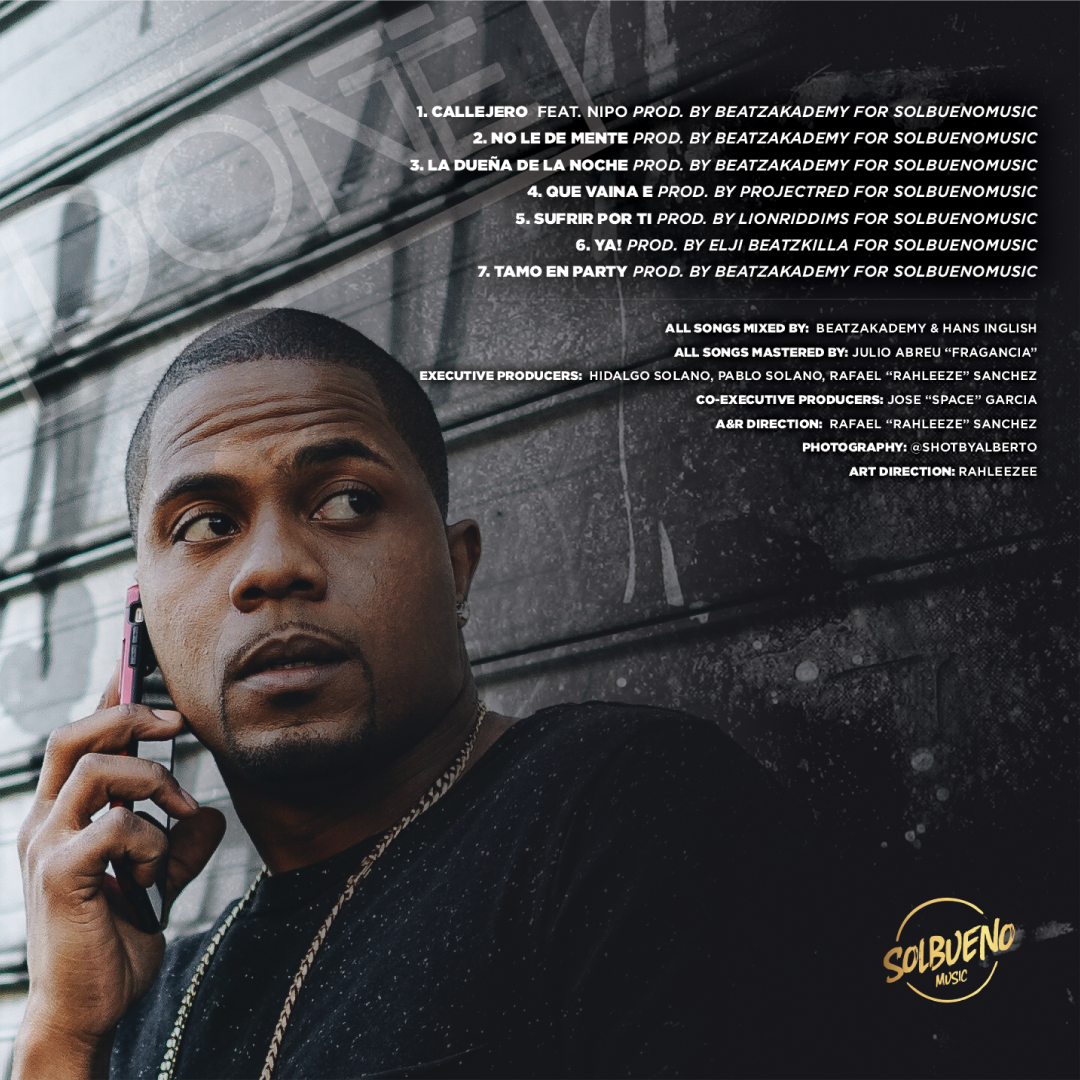 1. CALLEJERO FEAT. NIPO PROD. BY BEATZAKADEMY FOR SOLBUENOMUSIC
2. NO LE DE MENTE PROD. BY BEATZAKADEMY FOR SOLBUENOMUSIC
3. LA DUEÑA DE LA NOCHE PROD. BY BEATZAKADEMY FOR SOLBUENOMUSIC
4. QUE VAINA E PROD. BY PROJECTRED FOR SOLBUENOMUSIC
5. SUFRIR POR TI PROD. BY LIONRIDDIMS FOR SOLBUENOMUSIC
6. YA! PROD. BY ELJI BEATZKILLA FOR SOLBUENOMUSIC
7. TAMO EN PARTY PROD. BY BEATZAKADEMY FOR SOLBUENOMUSIC
ALL SONGS MIXED BY: BEATZAKADEMY & HANS INGLISH
ALL SONGS MASTERED BY: JULIO ABREU “FRAGANCIA”
EXECUTIVE PRODUCERS: HIDALGO SOLANO, PABLO SOLANO, RAFAEL “RAHLEEZE” SANCHEZ
CO-EXECUTIVE PRODUCERS: JOSE “SPACE” GARCIA
A&R DIRECTION: RAFAEL “RAHLEEZE” SANCHEZ
PHOTOGRAPHY: @SHOTBYALBERTO
ART DIRECTION: RAHLEEZEE
SOLBUENO
MUSIC